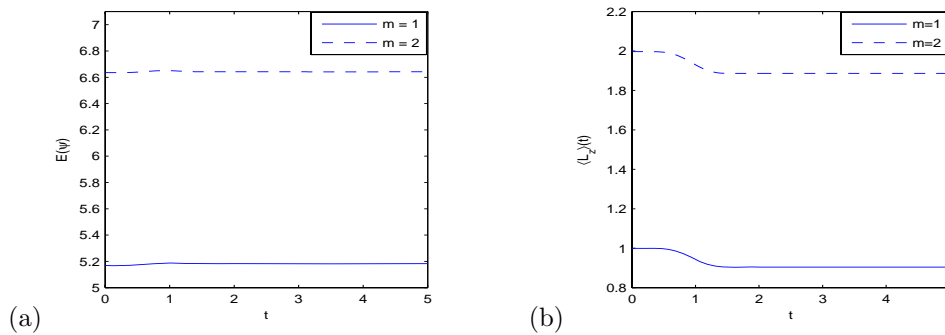 7
6.8
6.6
6.4
6.2
6
5.8
5.6
5.4
5.2
5
E(ψ)
0 1 2 3 4 5
t
m = 1
m = 2
(a)
2.2
2
1.8
1.6
1.4
1.2
1
0.8
⟨L_z⟩(t)
0 1 2 3 4
t
m=1
m=2
(b)